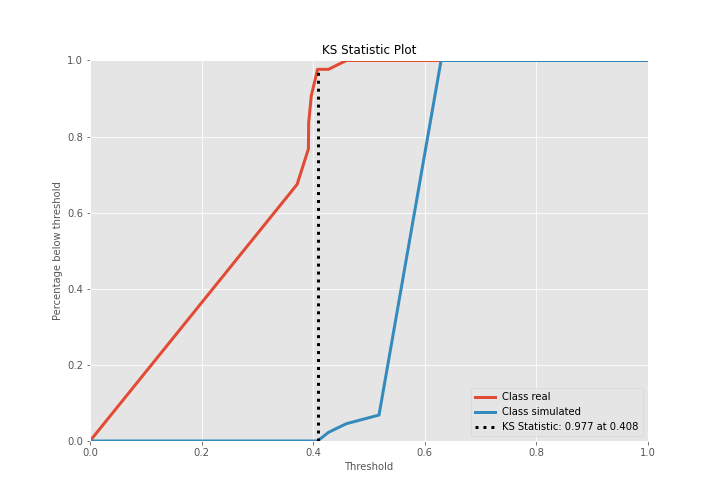 KS Statistic Plot
1.0
0.8
0.6
0.4
0.2
0.0
Percentage below threshold
0.0 0.2 0.4 0.6 0.8 1.0
Threshold
Class real
Class simulated
KS Statistic: 0.977 at 0.408